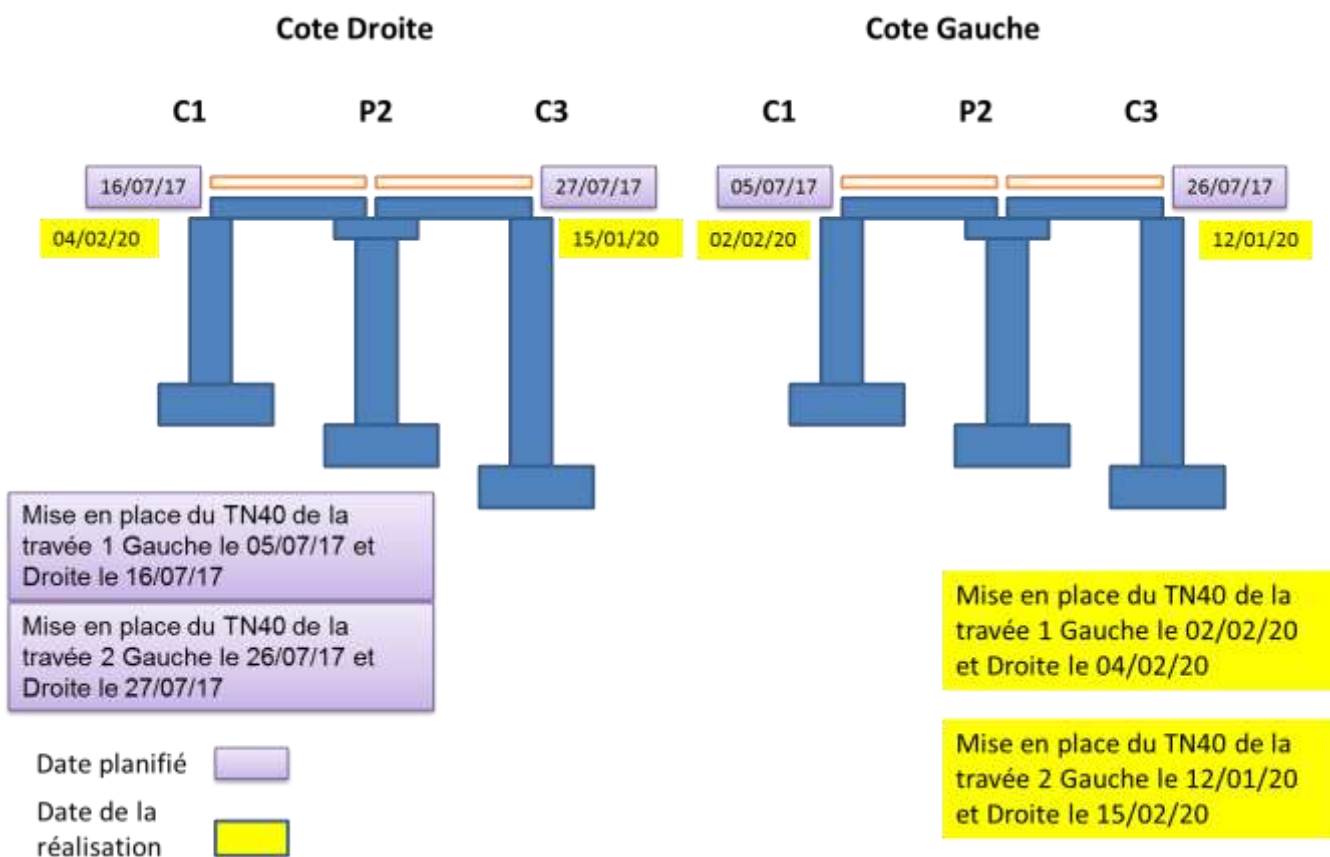 Cote Droite
Cote Gauche
C1 P2 C3
C1 P2 C3
16/07/17
27/07/17
05/07/17
26/07/17
04/02/20
15/01/20
02/02/20
12/01/20
Mise en place du TN40 de la
travée 1 Gauche le 05/07/17 et
Droite le 16/07/17
Mise en place du TN40 de la
travée 2 Gauche le 26/07/17 et
Droite le 27/07/17
Mise en place du TN40 de la
travée 1 Gauche le 02/02/20
et Droite le 04/02/20
Mise en place du TN40 de la
travée 2 Gauche le 12/01/20
et Droite le 15/02/20
Date planifié
Date de la
réalisation